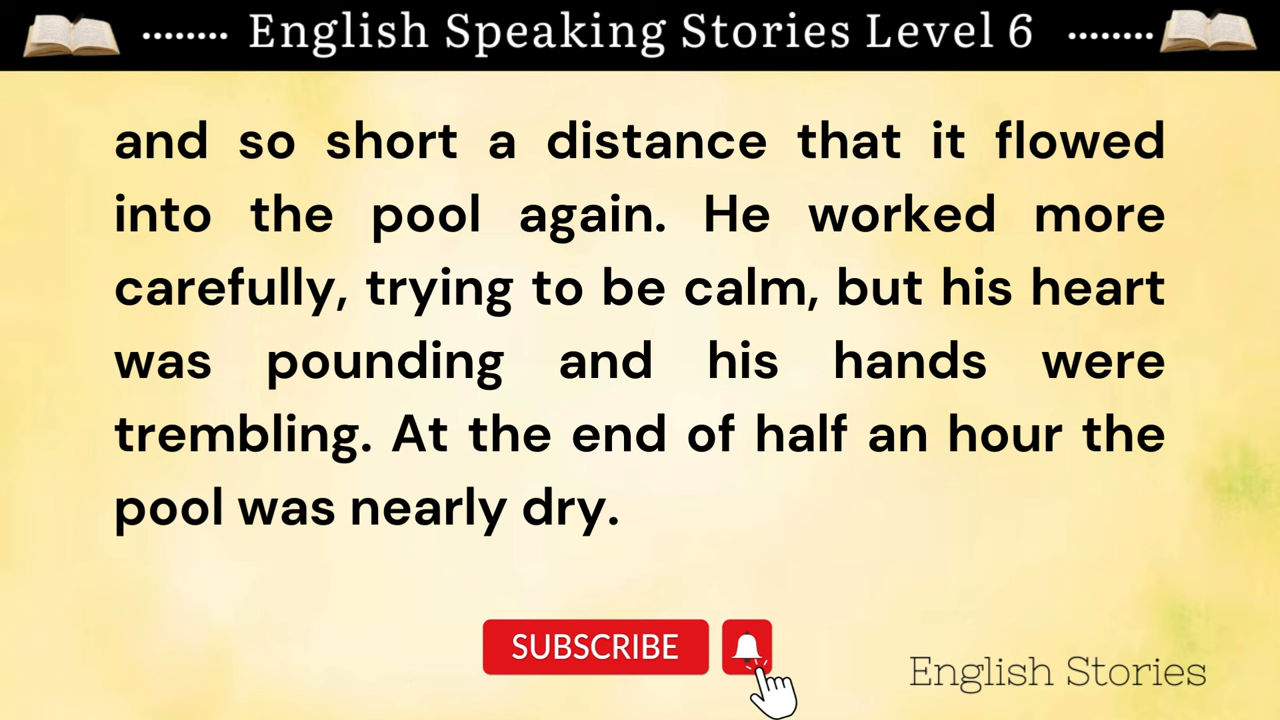 ........ English Speaking Stories Level 6 ........
and so short a distance that it flowed
into the pool again. He worked more
carefully, trying to be calm, but his heart
was pounding and his hands were
trembling. At the end of half an hour the
pool was nearly dry.
SUBSCRIBE
English Stories